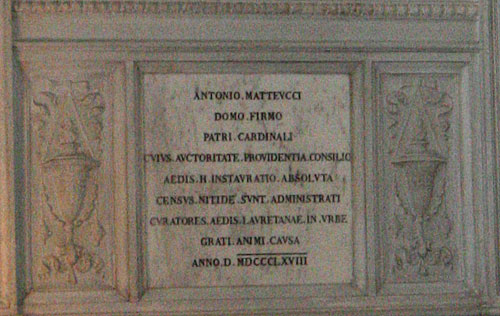 ANTONIO . MATTEVCCI
DOMO . FIRMO
PATRI . CARDINALI
CVIVS . AVCTORITATE . PROVIDENTIA . CONSILIO
AEDIS . H . INSTAVRATIO . ABSOLVTA
CENSVS . NITIDE . SVNT . ADMINISTRATI
CVRATORES . AEDIS . LAVRETANAE . IN . VRBE
GRATI . ANIMI . CAVSA
ANNO . D . MDCCCLXVIII